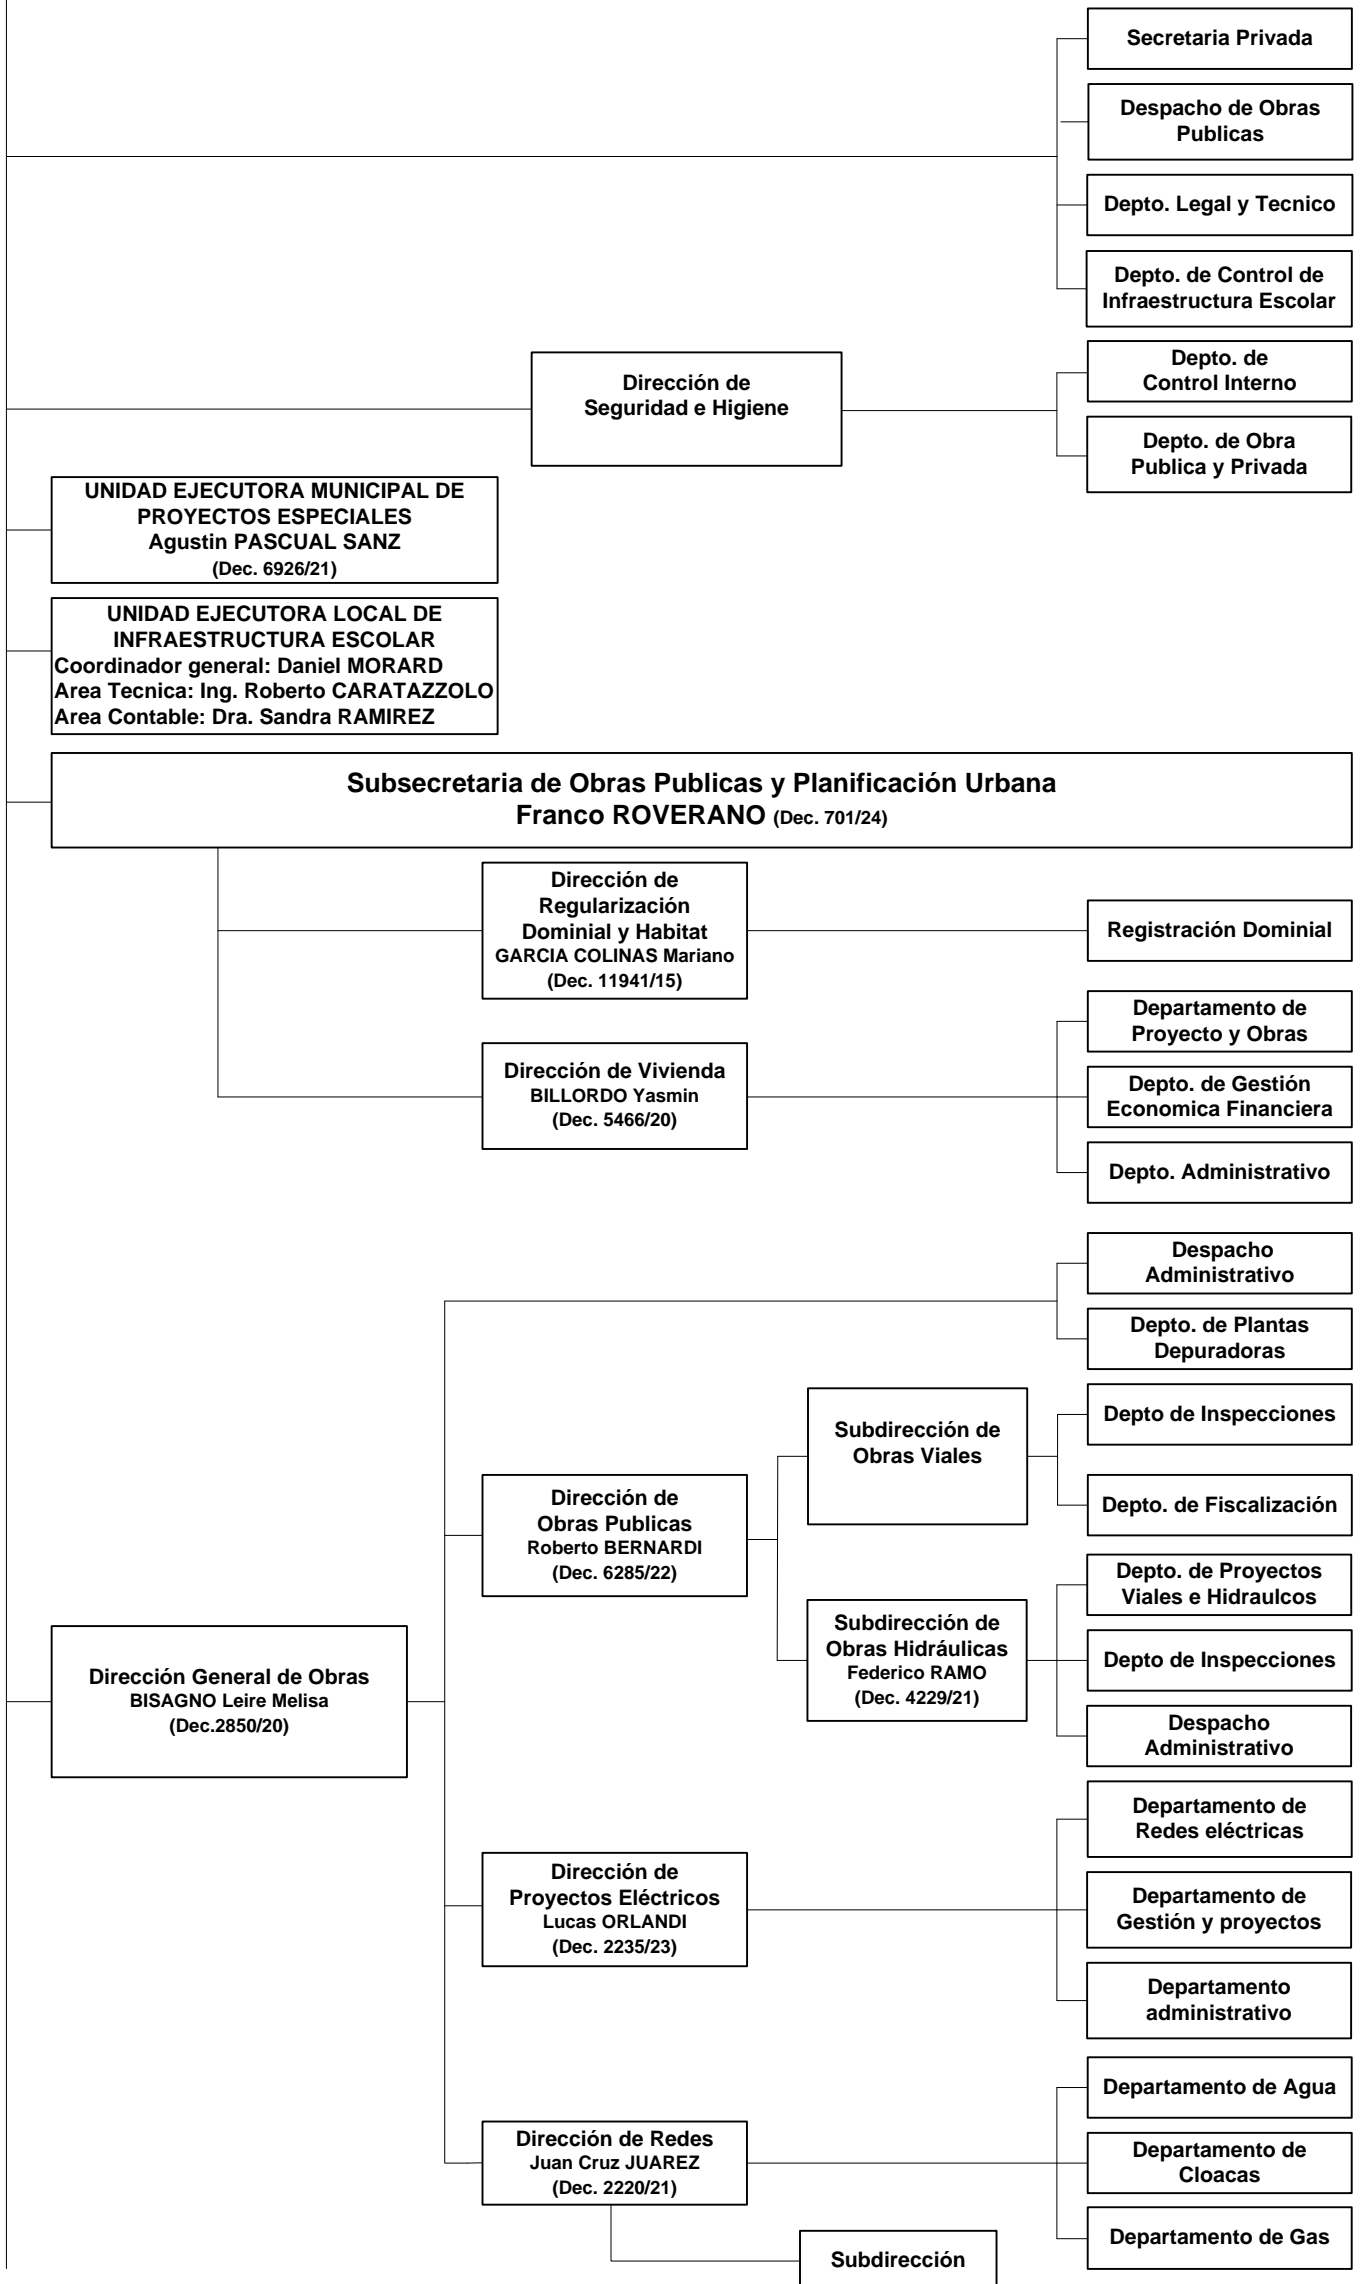 Secretaria Privada
Despacho de Obras
Publicas
Depto. Legal y Tecnico
Depto. de Control de
Infraestructura Escolar
Dirección de
Seguridad e Higiene
Depto. de
Control Interno
Depto. de Obra
Publica y Privada
UNIDAD EJECUTORA MUNICIPAL DE
PROYECTOS ESPECIALES
Agustin PASCUAL SANZ
(Dec. 6926/21)
UNIDAD EJECUTORA LOCAL DE
INFRAESTRUCTURA ESCOLAR
Coordinador general: Daniel MORARD
Area Tecnica: Ing. Roberto CARATAZZOLO
Area Contable: Dra. Sandra RAMIREZ
Subsecretaria de Obras Publicas y Planificación Urbana
Franco ROVERANO (Dec. 701/24)
Dirección de
Regularización
Dominial y Habitat
GARCIA COLINAS Mariano
(Dec. 11941/15)
Registración Dominial
Dirección de Vivienda
BILLORDO Yasmin
(Dec. 5466/20)
Departamento de
Proyecto y Obras
Depto. de Gestión
Economica Financiera
Depto. Administrativo
Despacho
Administrativo
Depto. de Plantas
Depuradoras
Subdirección de
Obras Viales
Depto de Inspecciones
Depto. de Fiscalización
Dirección de
Obras Publicas
Roberto BERNARDI
(Dec. 6285/22)
Subdirección de
Obras Hidráulicas
Federico RAMO
(Dec. 4229/21)
Depto. de Proyectos
Viales e Hidraulcos
Depto de Inspecciones
Despacho
Administrativo
Dirección General de Obras
BISAGNO Leire Melisa
(Dec.2850/20)
Dirección de
Proyectos Eléctricos
Lucas ORLANDI
(Dec. 2235/23)
Departamento de
Redes eléctricas
Departamento de
Gestión y proyectos
Departamento
administrativo
Dirección de Redes
Juan Cruz JUAREZ
(Dec. 2220/21)
Departamento de Agua
Departamento de
Cloacas
Departamento de Gas
Subdirección